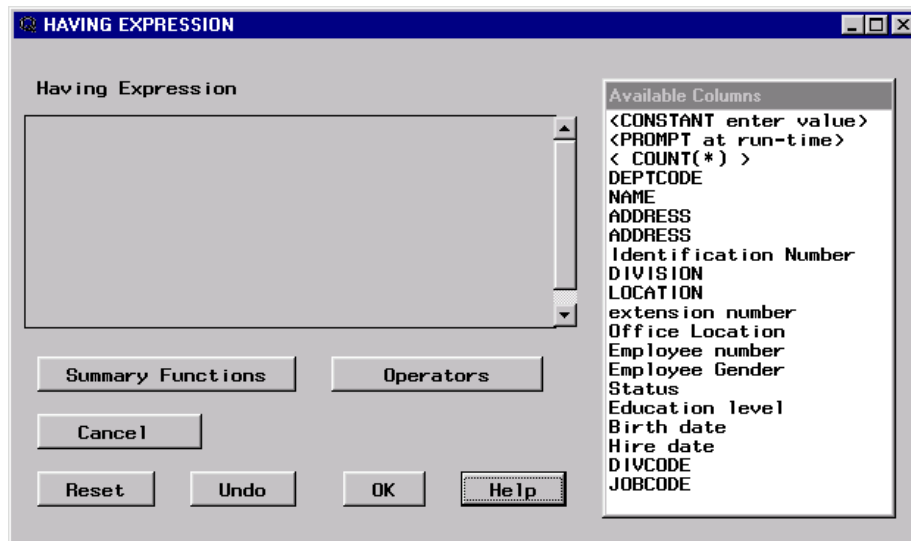 HAVING EXPRESSION
Having Expression
Available Columns
<CONSTANT enter value>
<PROMPT at run-time>
< COUNT(*) >
DEPTCODE
NAME
ADDRESS
ADDRESS
Identification Number
DIVISION
LOCATION
extension number
Office Location
Employee number
Employee Gender
Status
Education level
Birth date
Hire date
DIVCODE
JOBCODE
Summary Functions Operators
Cancel
Reset Undo OK Help